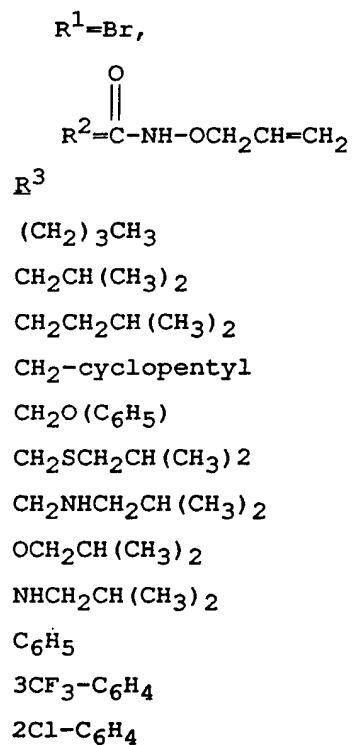 R¹=Br,
O
||
R²=C-NH-OCH₂CH=CH₂
R³
(CH₂)₃CH₃
CH₂CH(CH₃)₂
CH₂CH₂CH(CH₃)₂
CH₂-cyclopentyl
CH₂O(C₆H₅)
CH₂SCH₂CH(CH₃)2
CH₂NHCH₂CH(CH₃)₂
OCH₂CH(CH₃)₂
NHCH₂CH(CH₃)₂
C₆H₅
3CF₃-C₆H₄
2Cl-C₆H₄